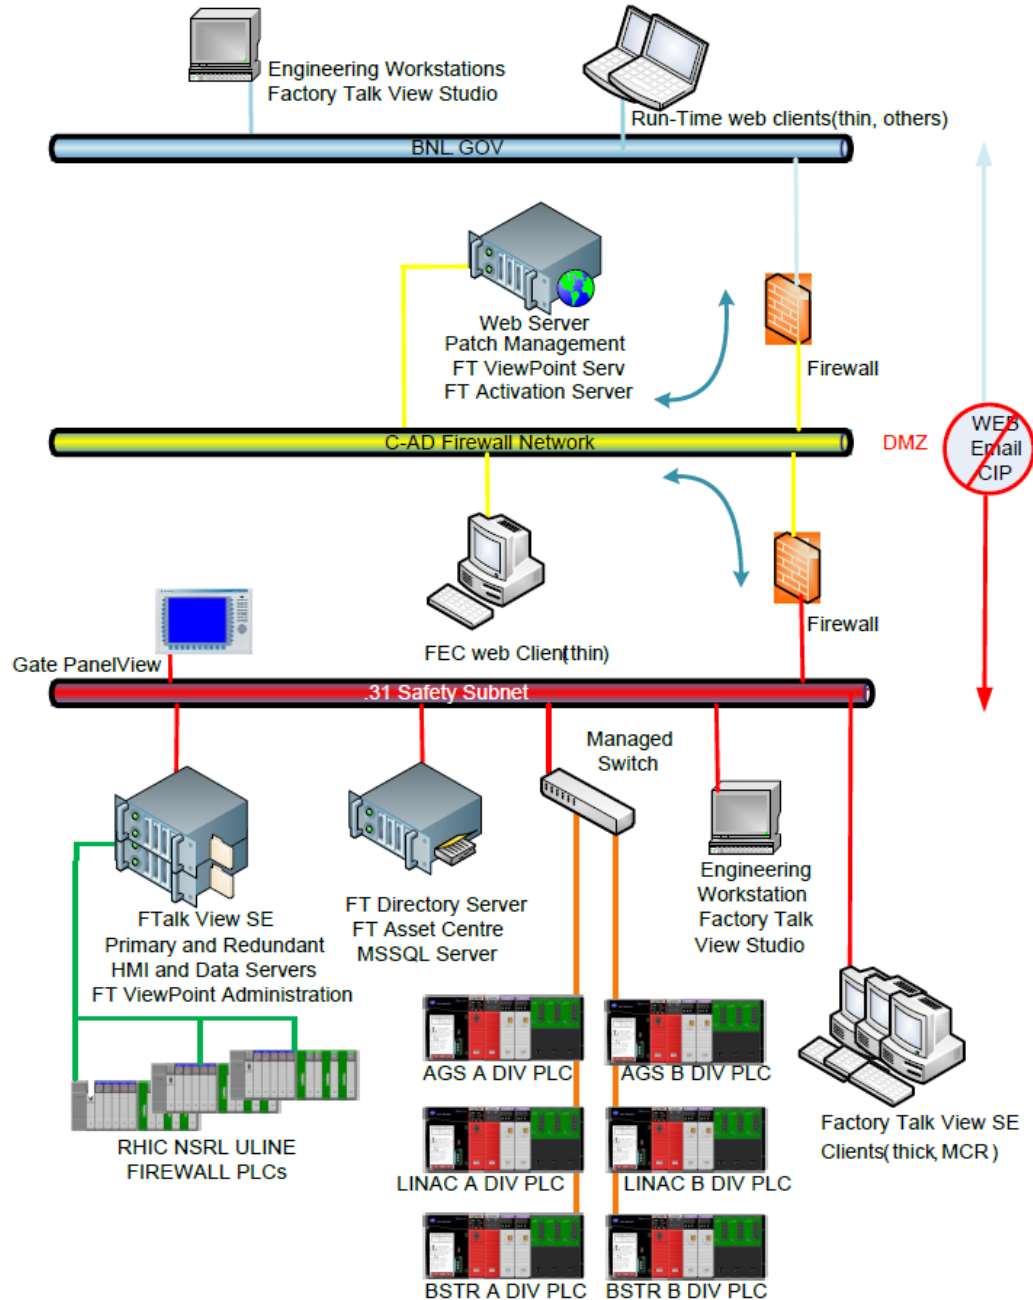 Engineering Workstations
Factory Talk View Studio
Run-Time web clients(thin, others)
BNL GOV
Web Server
Patch Management
FT ViewPoint Serv
FT Activation Server
Firewall
C-AD Firewall Network
DMZ
WEB
Email
CIP
FEC web Client(thin)
Firewall
Gate PanelView
.31 Safety Subnet
Managed
Switch
FTalk View SE
Primary and Redundant
HMI and Data Servers
FT ViewPoint Administration
FT Directory Server
FT Asset Centre
MSSQL Server
Engineering
Workstation
Factory Talk
View Studio
AGS A DIV PLC
AGS B DIV PLC
RHIC NSRL ULINE
FIREWALL PLCs
Factory Talk View SE
Clients(thick,MCR)
LINAC A DIV PLC
LINAC B DIV PLC
BSTR A DIV PLC
BSTR B DIV PLC